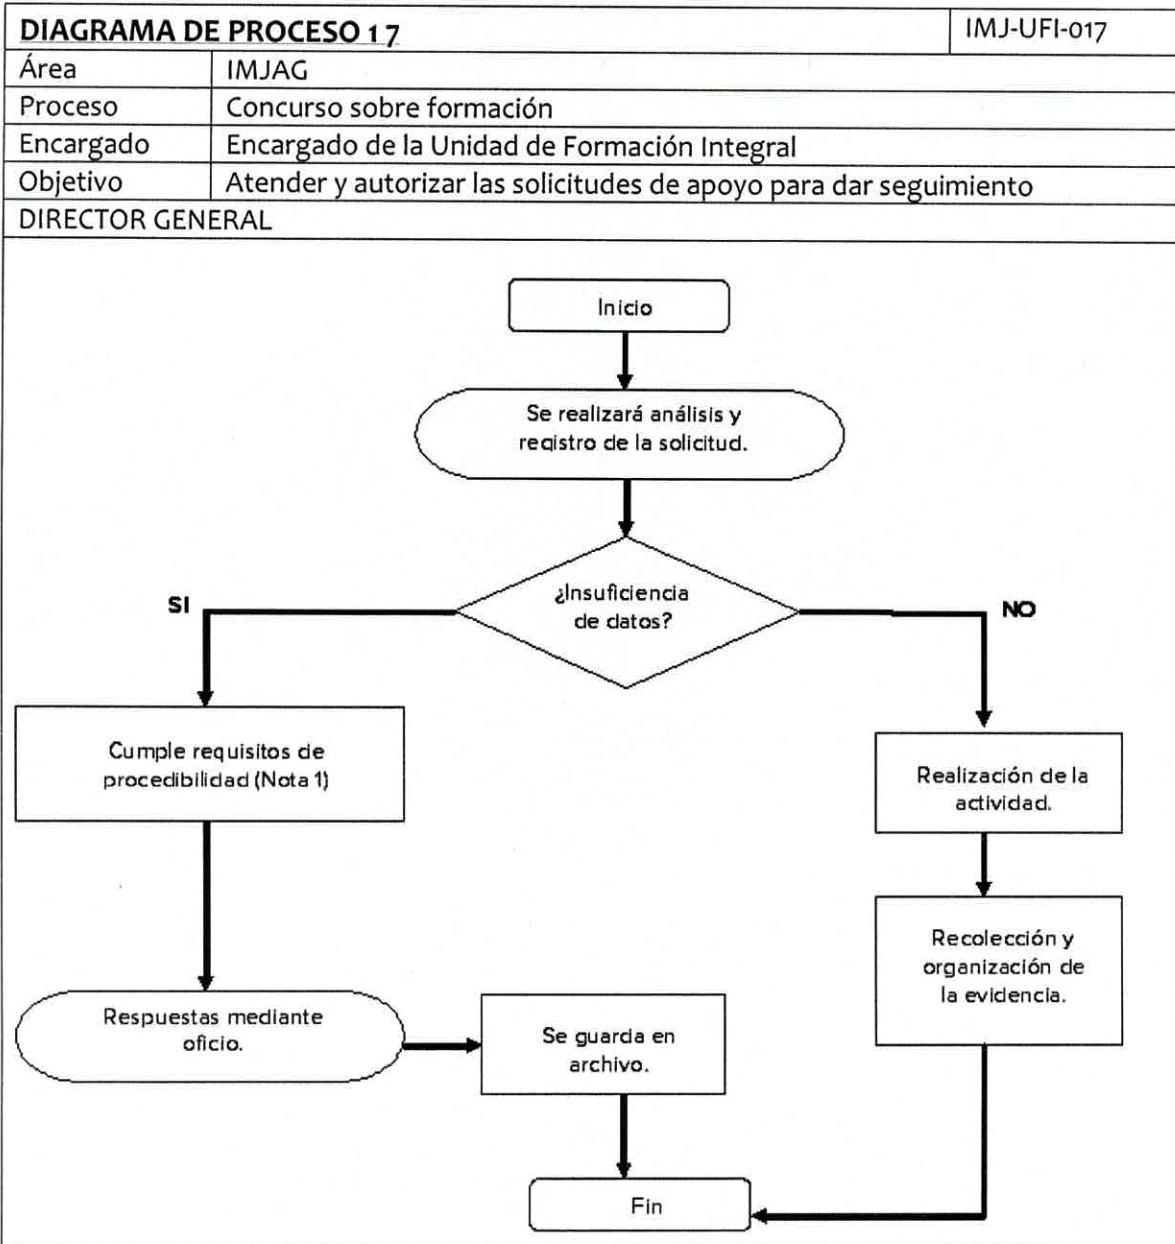 DIAGRAMA DE PROCESO 17
IMJ-UFI-017
Área IMJAG
Proceso Concurso sobre formación
Encargado Encargado de la Unidad de Formación Integral
Objetivo Atender y autorizar las solicitudes de apoyo para dar seguimiento
DIRECTOR GENERAL
Inicio
Se realizará análisis y
registro de la solicitud.
¿Insuficiencia
de datos?
SI
NO
Cumple requisitos de
procedibilidad (Nota 1)
Realización de la
actividad.
Recolección y
organización de
la evidencia.
Respuestas mediante
oficio.
Se guarda en
archivo.
Fin